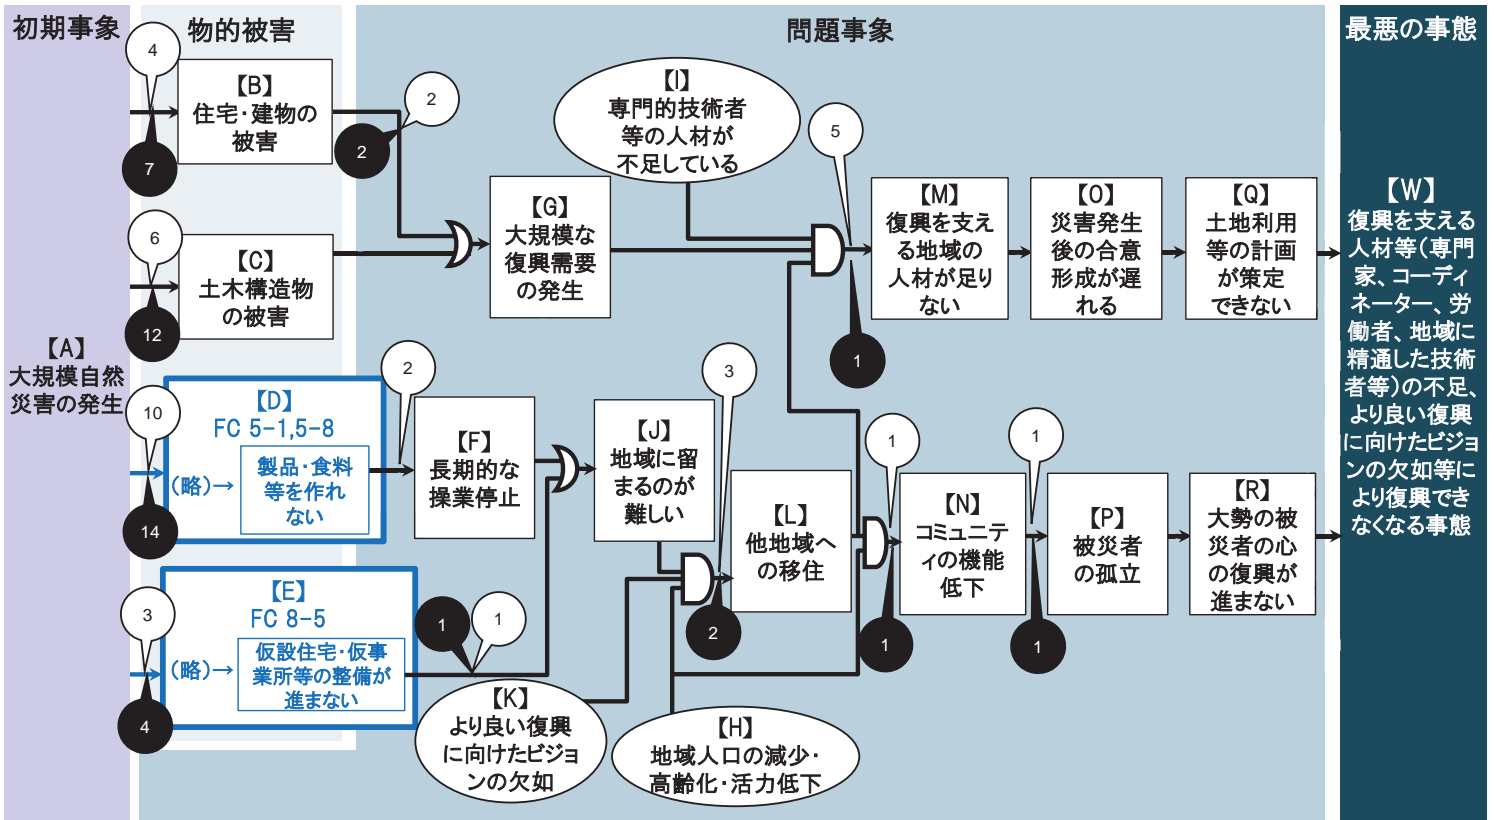 初期事象
物的被害
問題事象
最悪の事態
【A】
大規模自然
災害の発生
4
7
【B】
住宅・建物の
被害
2
2
6
12
【C】
土木構造物
の被害
10
14
【D】
FC 5-1,5-8
(略)→
製品・食料
等を作れ
ない
2
3
4
【E】
FC 8-5
(略)→
仮設住宅・仮事
業所等の整備が
進まない
1
1
【F】
長期的な
操業停止
【G】
大規模な
復興需要
の発生
【I】
専門的技術者
等の人材が
不足している
【J】
地域に留
まるのが
難しい
【K】
より良い復興
に向けたビジョ
ンの欠如
【H】
地域人口の減少・
高齢化・活力低下
3
2
【L】
他地域へ
の移住
5
1
【M】
復興を支え
る地域の
人材が足り
ない
【O】
災害発生
後の合意
形成が遅
れる
【Q】
土地利用
等の計画
が策定
できない
1
1
【N】
コミュニテ
ィの機能
低下
1
1
【P】
被災者
の孤立
【R】
大勢の被
災者の心
の復興が
進まない
【W】
復興を支える
人材等(専門
家、コーディ
ネーター、労
働者、地域に
精通した技術
者等)の不足、
より良い復興
に向けたビジョ
ンの欠如等に
より復興でき
なくなる事態